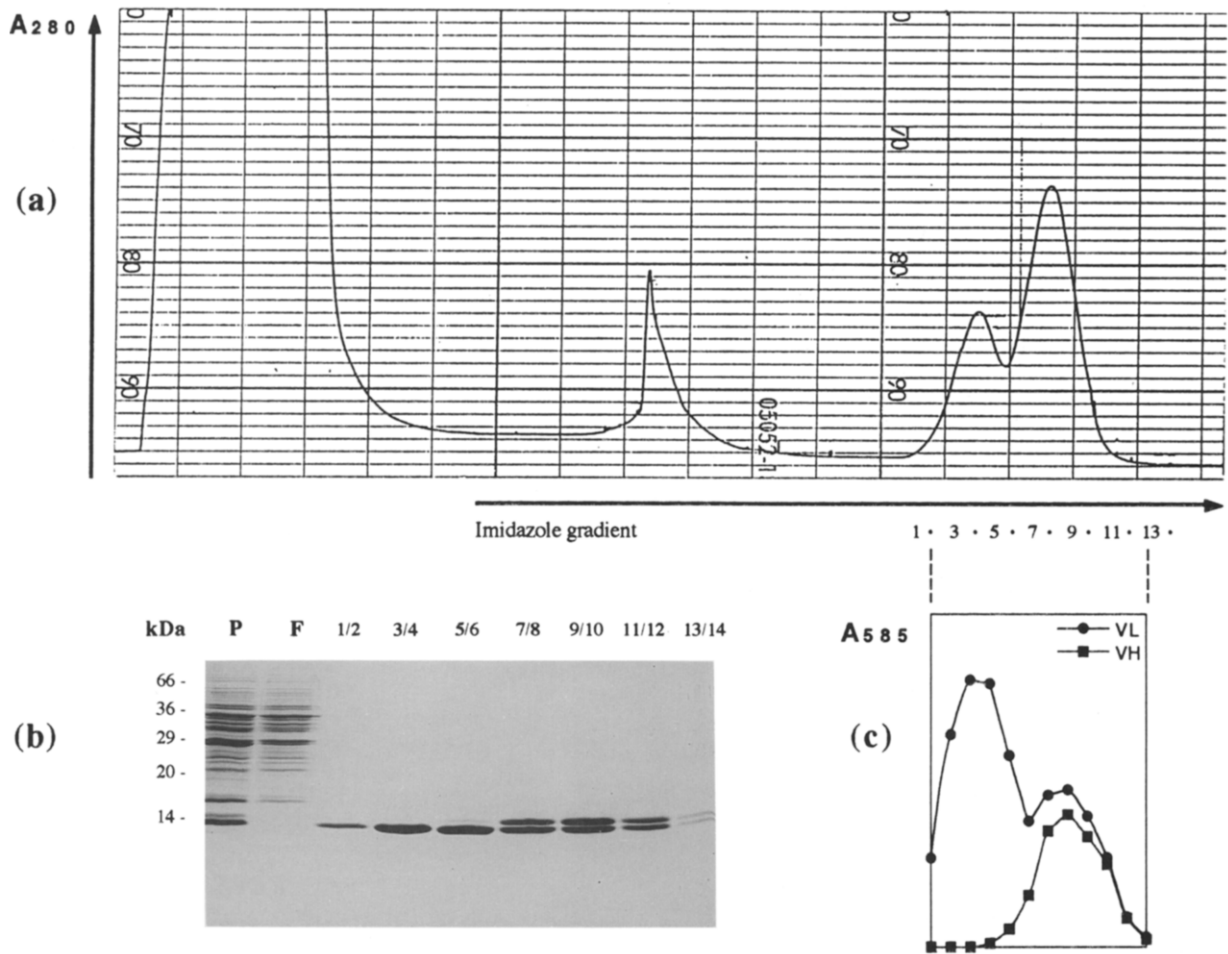 A280
0
0
70
70
(a)
80
80
90
90
05052-1
Imidazole gradient
1 · 3 · 5 · 7 · 9 · 11 · 13 ·
kDa P F 1/2 3/4 5/6 7/8 9/10 11/12 13/14
66 -
36 -
29 -
20 -
14 -
(b)
A585
VL
VH
(c)